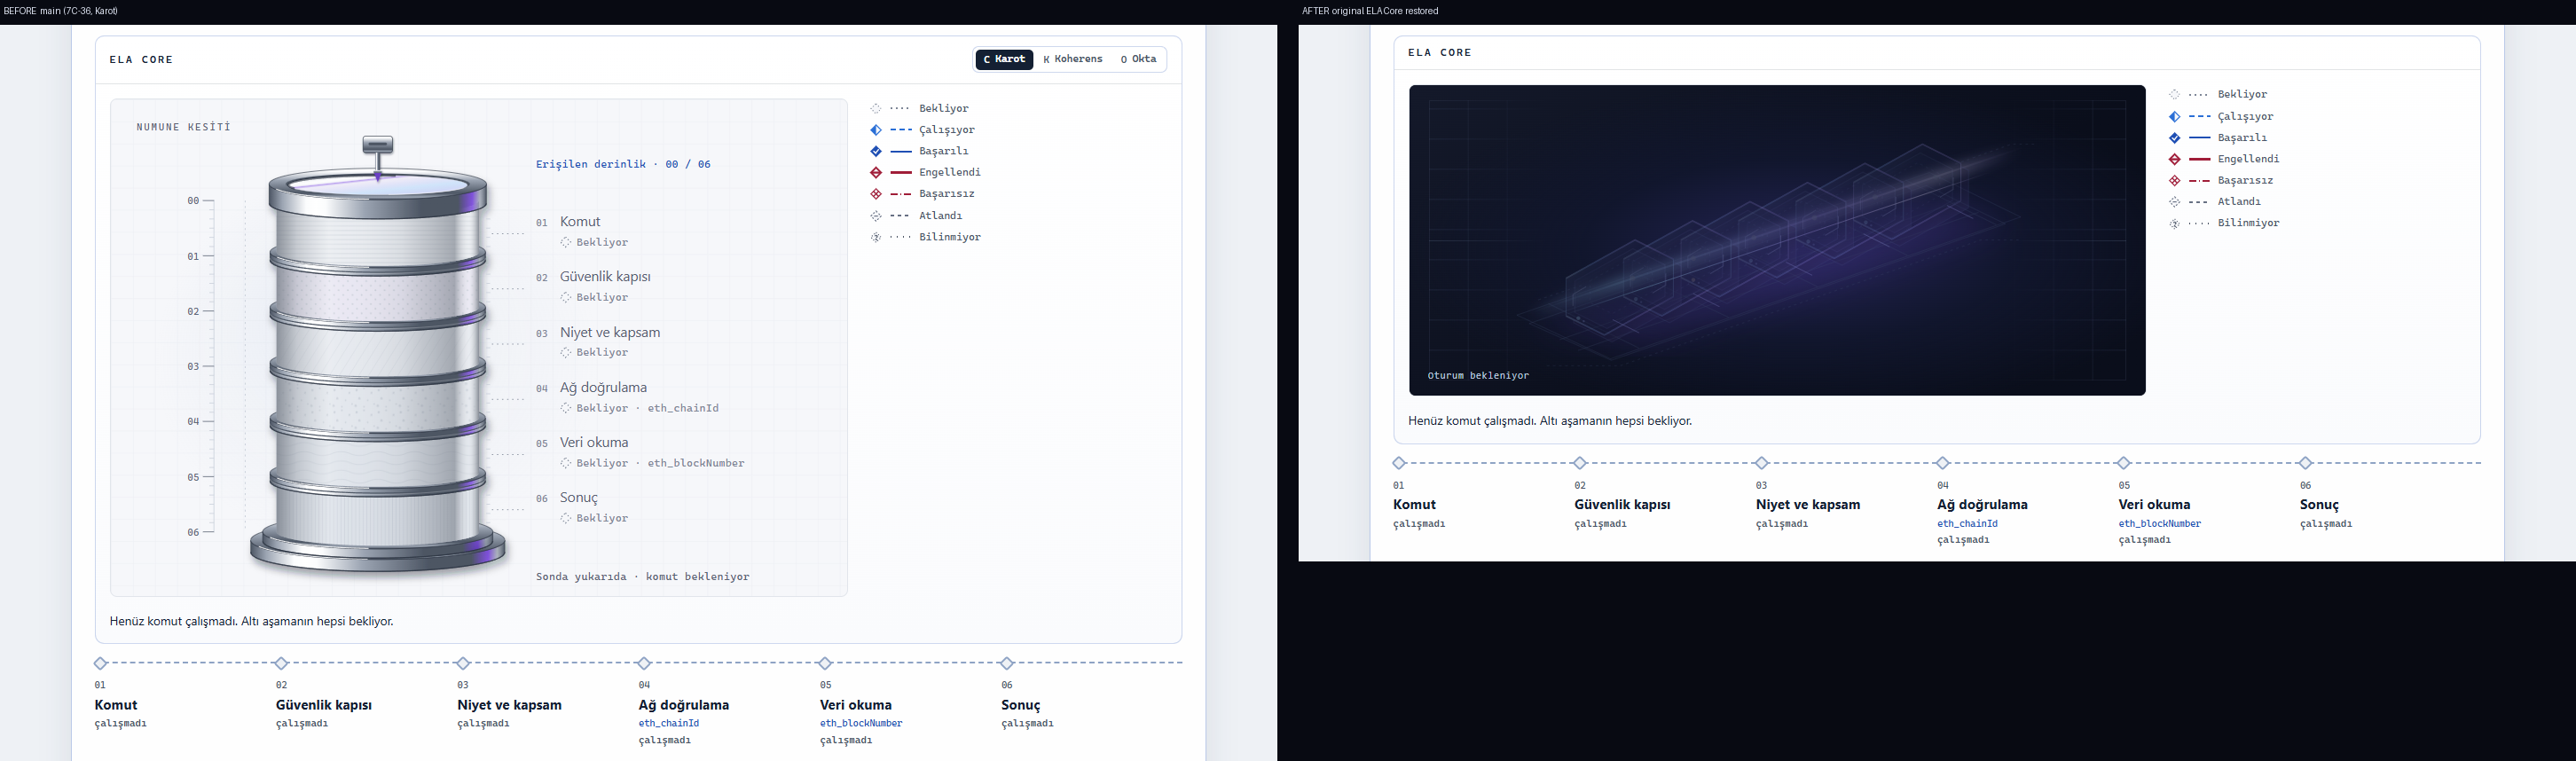 BEFORE main (7C-36, Karot)
ELA CORE
C Karot K Koherens O Okta
NUMUNE KESİTİ
Erişilen derinlik · 00 / 06
00
01
02
03
04
05
06
01 Komut
Bekliyor
02 Güvenlik kapısı
Bekliyor
03 Niyet ve kapsam
Bekliyor
04 Ağ doğrulama
Bekliyor · eth_chainId
05 Veri okuma
Bekliyor · eth_blockNumber
06 Sonuç
Bekliyor
Sonda yukarıda · komut bekleniyor
Bekliyor
Çalışıyor
Başarılı
Engellendi
Başarısız
Atlandı
Bilinmiyor
Henüz komut çalışmadı. Altı aşamanın hepsi bekliyor.
01
Komut
çalışmadı
02
Güvenlik kapısı
çalışmadı
03
Niyet ve kapsam
çalışmadı
04
Ağ doğrulama
eth_chainId
çalışmadı
05
Veri okuma
eth_blockNumber
çalışmadı
06
Sonuç
çalışmadı
AFTER original ELACore restored
ELA CORE
Oturum bekleniyor
Bekliyor
Çalışıyor
Başarılı
Engellendi
Başarısız
Atlandı
Bilinmiyor
Henüz komut çalışmadı. Altı aşamanın hepsi bekliyor.
01
Komut
çalışmadı
02
Güvenlik kapısı
çalışmadı
03
Niyet ve kapsam
çalışmadı
04
Ağ doğrulama
eth_chainId
çalışmadı
05
Veri okuma
eth_blockNumber
çalışmadı
06
Sonuç
çalışmadı